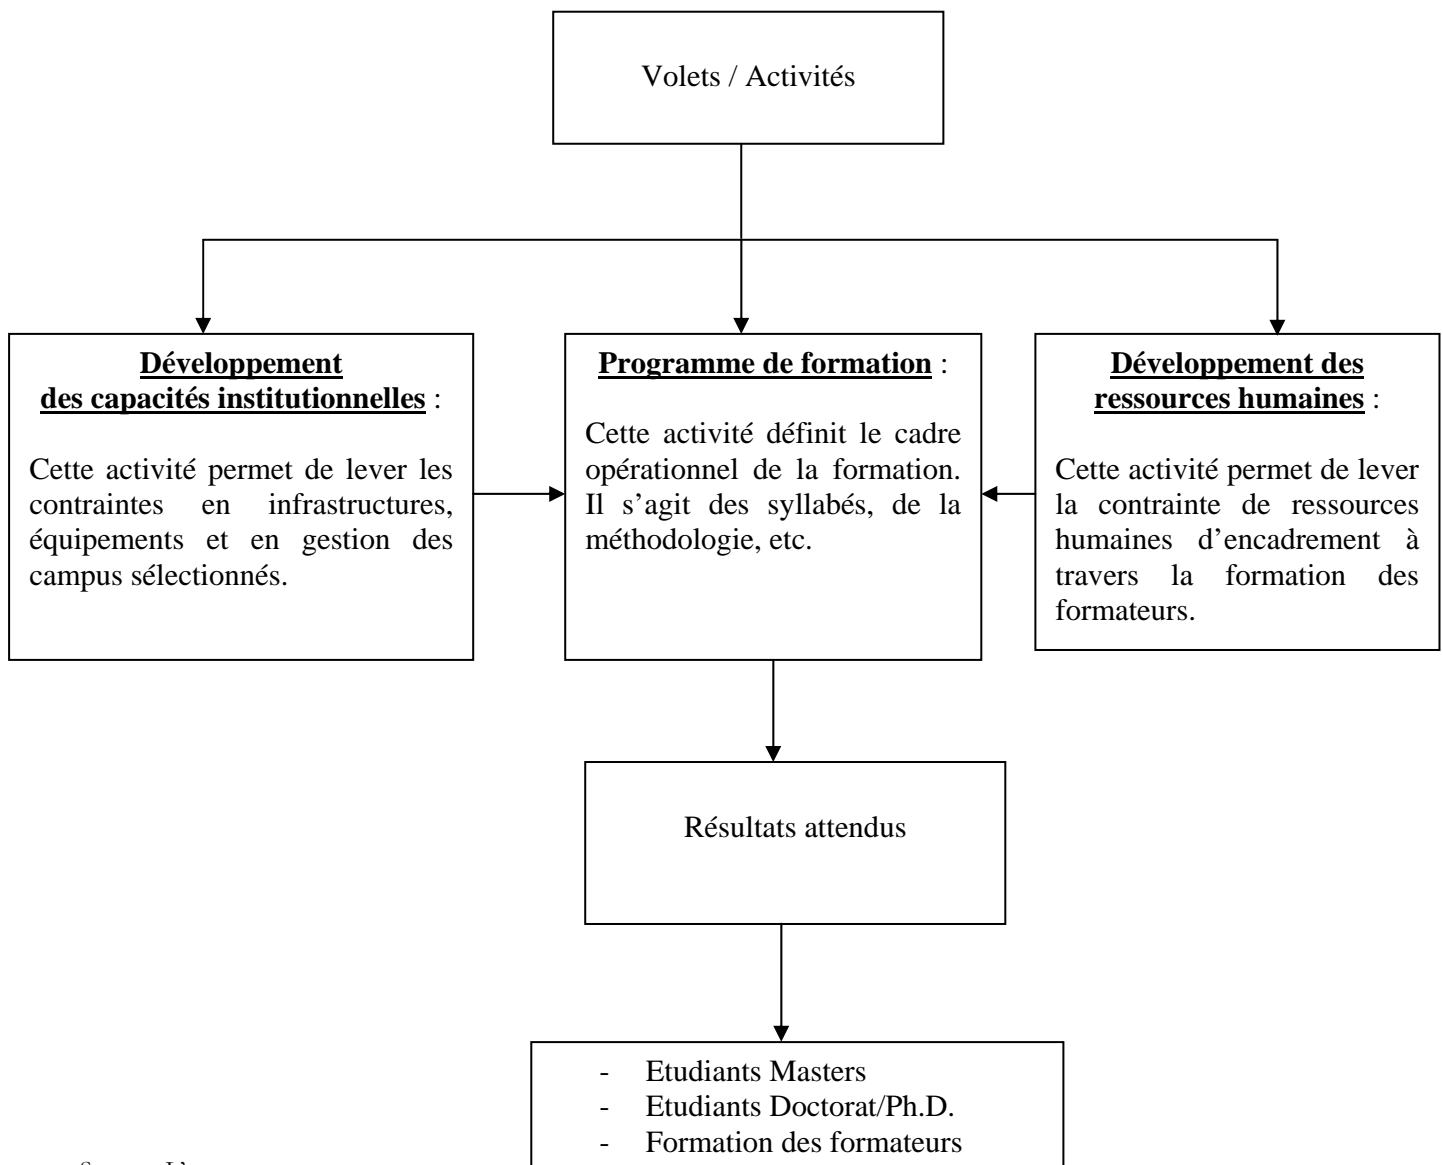 Volets / Activités
Développement
des capacités institutionnelles :
Cette activité permet de lever les
contraintes en infrastructures,
équipements et en gestion des
campus sélectionnés.
Programme de formation :
Cette activité définit le cadre
opérationnel de la formation.
Il s’agit des syllabés, de la
méthodologie, etc.
Développement des
ressources humaines :
Cette activité permet de lever
la contrainte de ressources
humaines d’encadrement à
travers la formation des
formateurs.
Résultats attendus
- Etudiants Masters
- Etudiants Doctorat/Ph.D.
- Formation des formateurs